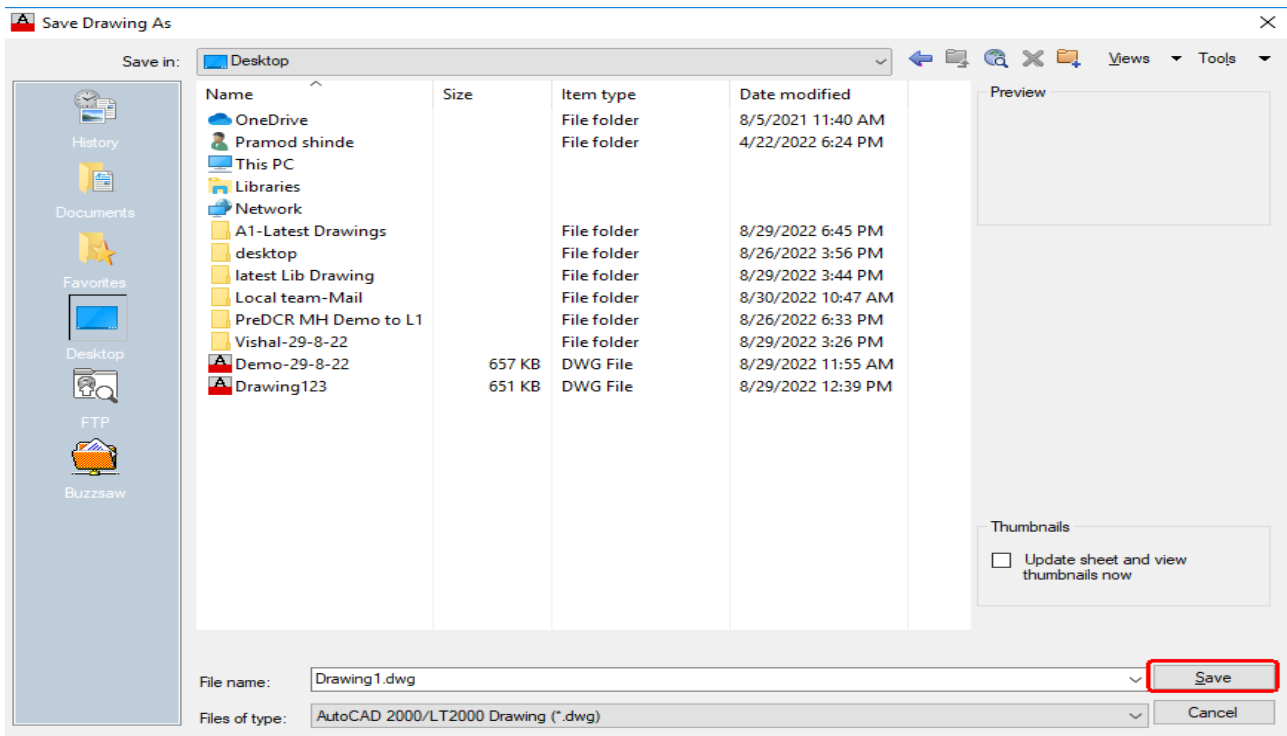 Save Drawing As
Save in: Desktop Views Tools
Name Size Item type Date modified Preview
OneDrive File folder 8/5/2021 11:40 AM
Pramod shinde File folder 4/22/2022 6:24 PM
This PC
Libraries
Network
A1-Latest Drawings File folder 8/29/2022 6:45 PM
desktop File folder 8/26/2022 3:56 PM
latest Lib Drawing File folder 8/29/2022 3:44 PM
Local team-Mail File folder 8/30/2022 10:47 AM
PreDCR MH Demo to L1 File folder 8/26/2022 6:33 PM
Vishal-29-8-22 File folder 8/29/2022 3:26 PM
Demo-29-8-22 657 KB DWG File 8/29/2022 11:55 AM
Drawing123 651 KB DWG File 8/29/2022 12:39 PM
History
Documents
Favorites
Desktop
FTP
Buzzsaw
Thumbnails
Update sheet and view
thumbnails now
File name: Drawing1.dwg Save
Files of type: AutoCAD 2000/LT2000 Drawing (*.dwg) Cancel